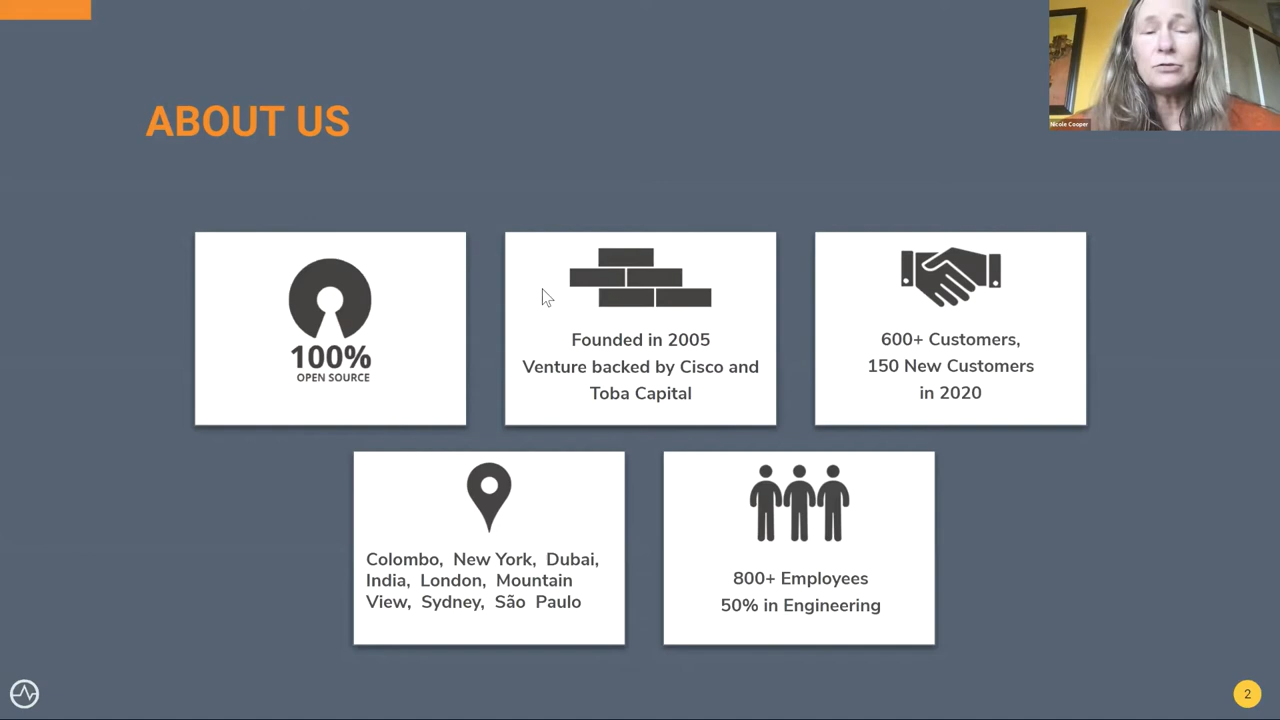 ABOUT US
Nicole Cooper
100%
OPEN SOURCE
Founded in 2005
Venture backed by Cisco and
Toba Capital
600+ Customers,
150 New Customers
in 2020
Colombo, New York, Dubai,
India, London, Mountain
View, Sydney, São Paulo
800+ Employees
50% in Engineering
2